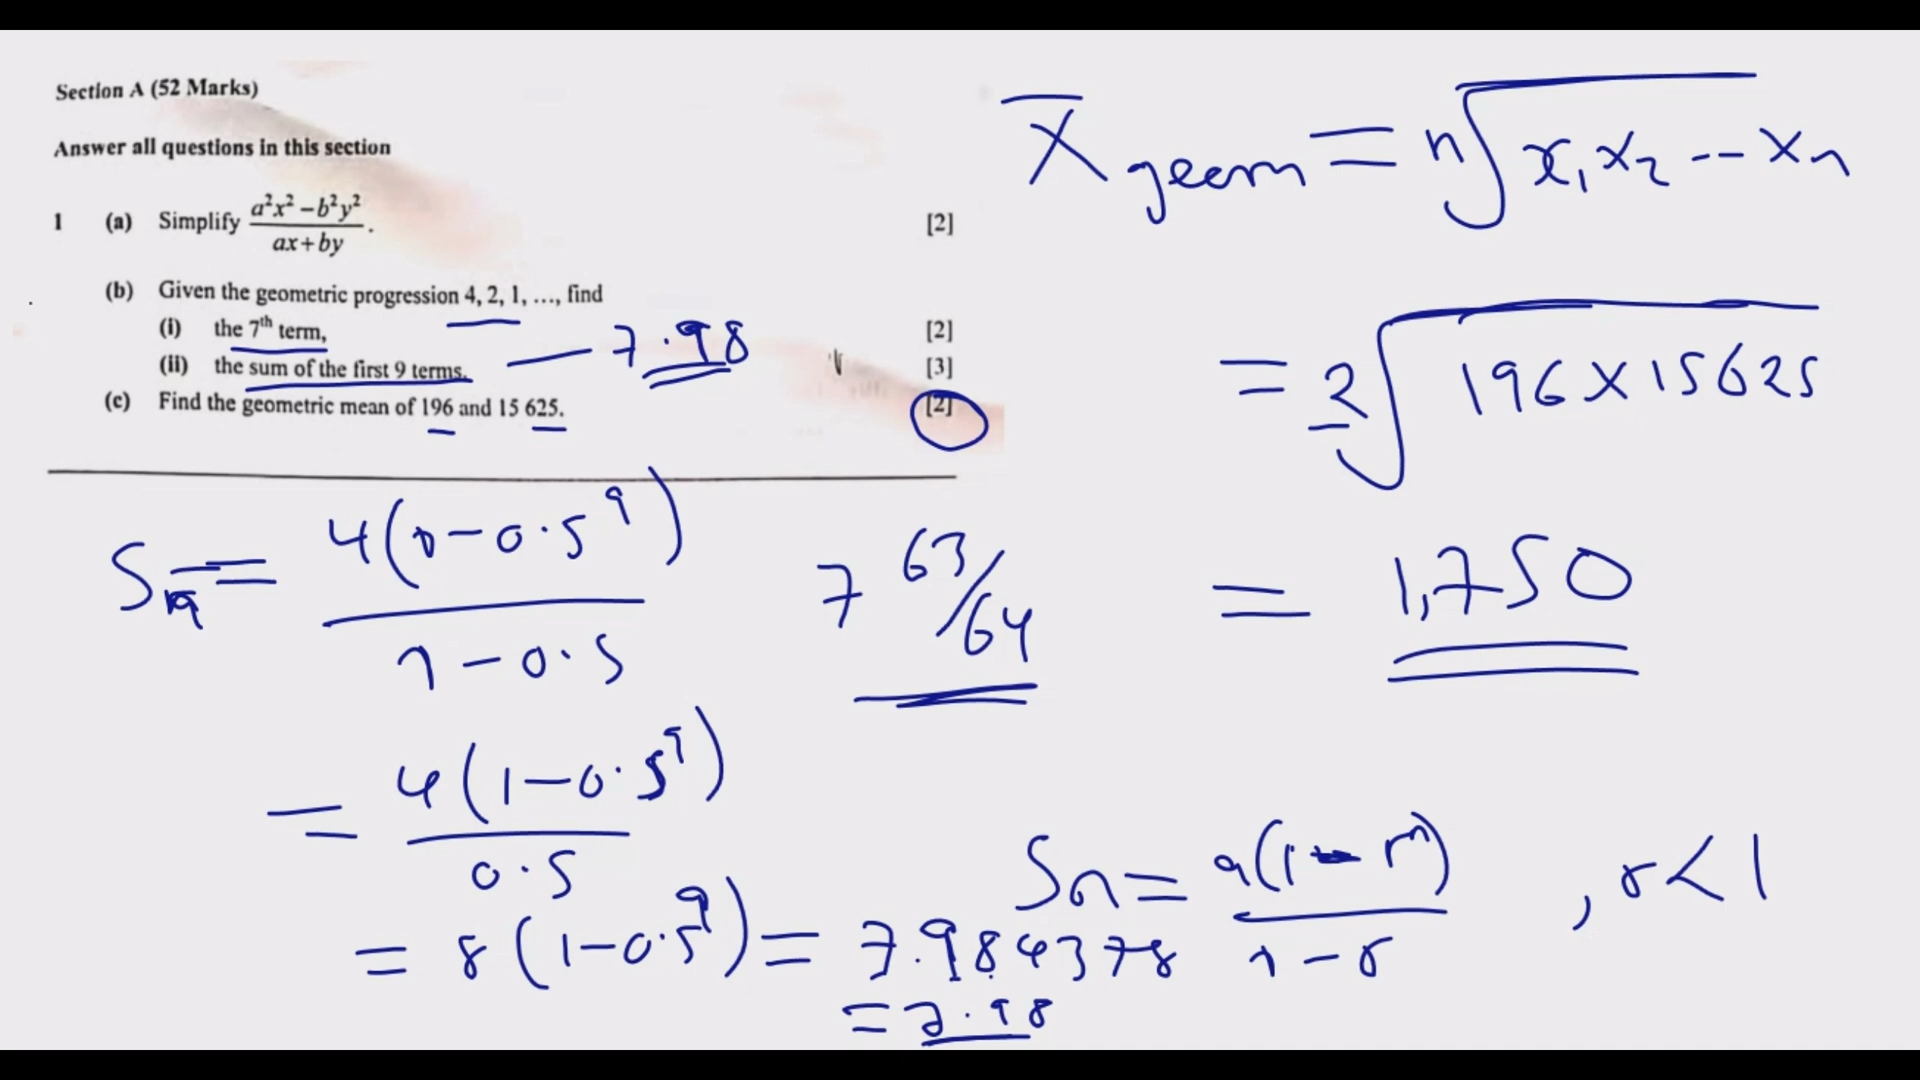 Section A (52 Marks)
Answer all questions in this section
1 (a) Simplify (a²x² – b²y²)/(ax + by) . [2]
(b) Given the geometric progression 4, 2, 1, ..., find
(i) the 7th term, [2]
(ii) the sum of the first 9 terms. [3]
— 7.98
(c) Find the geometric mean of 196 and 15 625. [2]
X̄ geom = ⁿ√(x₁x₂ -- xₙ
= ²√(196 × 15625
= 1,750
S₉ = 4(1 – 0.5⁹)/(1 – 0.5)
7 63/64
= 4(1 – 0.5⁹)/0.5
= 8(1 – 0.5⁹) = 7.984378
= 7.98
Sn = a(1 – rⁿ)/(1 – r) , r < 1